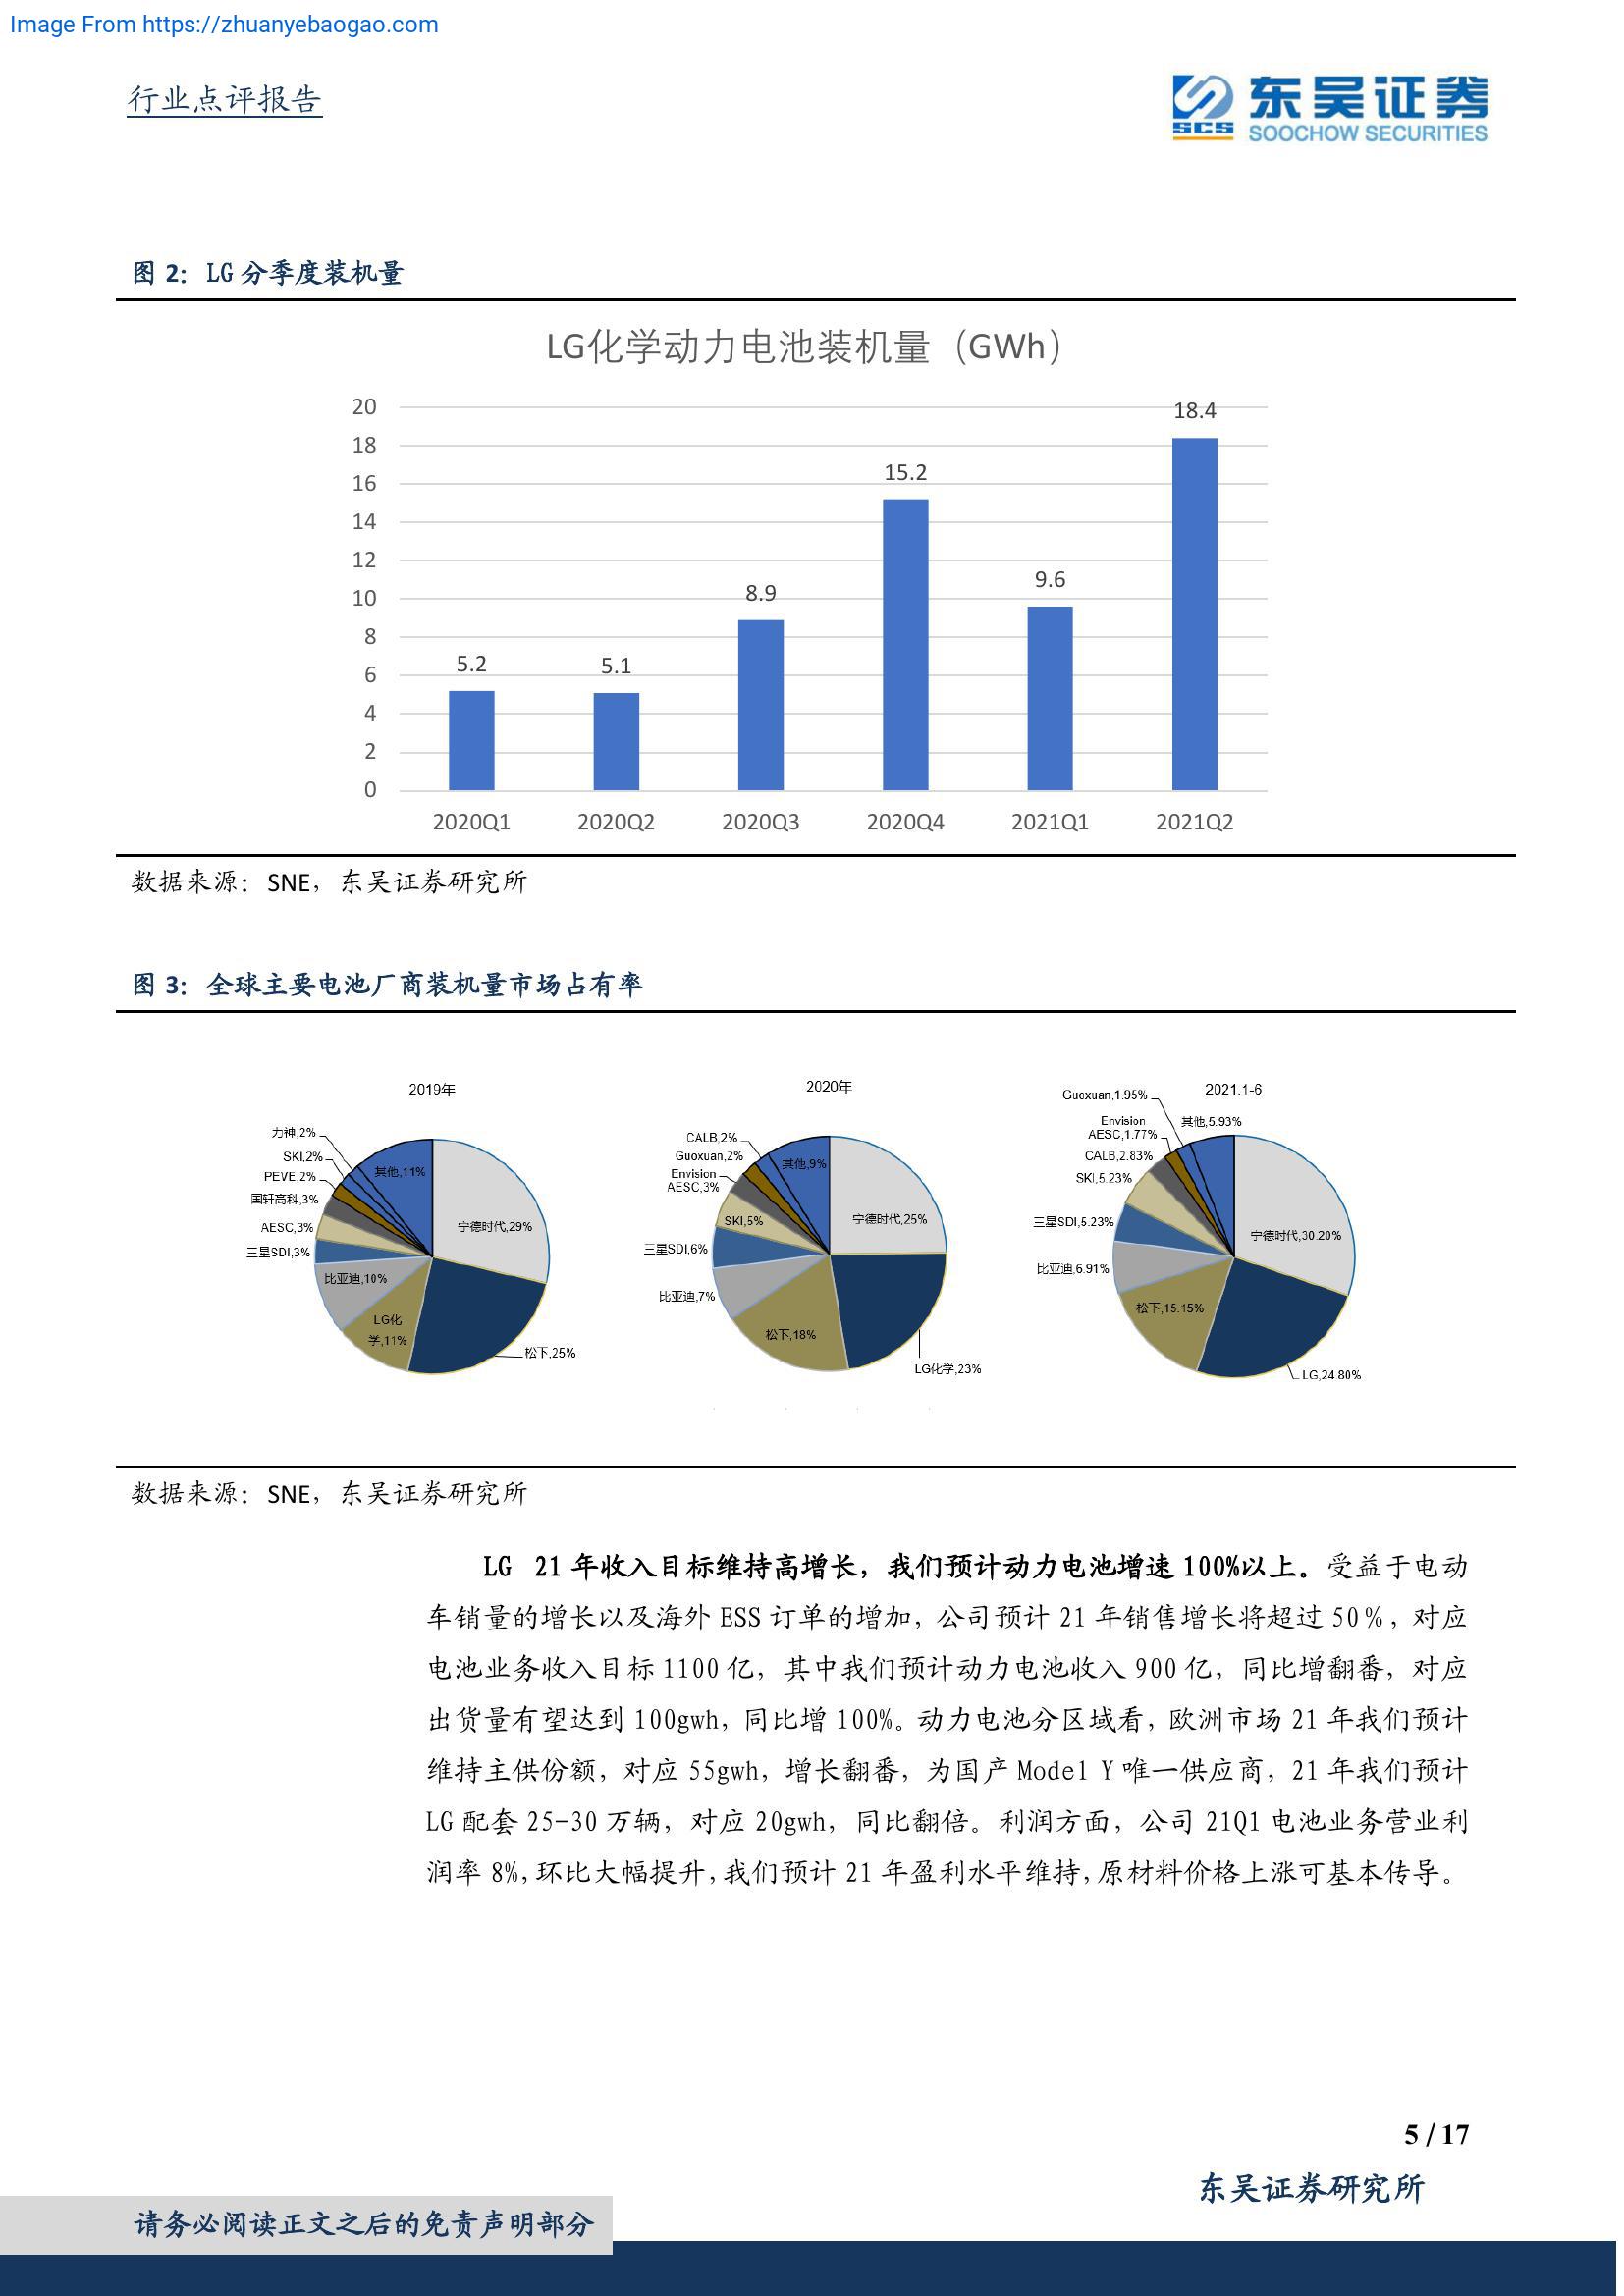 Image From https://zhuanyebaogao.com
行业点评报告
SCS
东吴证券
SOOCHOW SECURITIES
图 2：LG 分季度装机量
LG化学动力电池装机量（GWh）
20
18
16
14
12
10
8
6
4
2
0
5.2
5.1
8.9
15.2
9.6
18.4
2020Q1
2020Q2
2020Q3
2020Q4
2021Q1
2021Q2
数据来源：SNE，东吴证券研究所
图 3：全球主要电池厂商装机量市场占有率
2019年
力神,2%
SKI,2%
PEVE,2%
国轩高科,3%
AESC,3%
三星SDI,3%
比亚迪,10%
LG化
学,11%
松下,25%
宁德时代,29%
其他,11%
2020年
CALB,2%
Guoxuan,2%
Envision
AESC,3%
SKI,5%
三星SDI,6%
比亚迪,7%
松下,18%
LG化学,23%
宁德时代,25%
其他,9%
2021.1-6
Guoxuan,1.95%
其他,5.93%
Envision
AESC,1.77%
CALB,2.83%
SKI,5.23%
三星SDI,5.23%
比亚迪,6.91%
松下,15.15%
LG,24.80%
宁德时代,30.20%
数据来源：SNE，东吴证券研究所
LG 21 年收入目标维持高增长，我们预计动力电池增速 100%以上。受益于电动
车销量的增长以及海外 ESS 订单的增加，公司预计 21 年销售增长将超过 50%，对应
电池业务收入目标 1100 亿，其中我们预计动力电池收入 900 亿，同比增翻番，对应
出货量有望达到 100gwh，同比增 100%。动力电池分区域看，欧洲市场 21 年我们预计
维持主供份额，对应 55gwh，增长翻番，为国产 Model Y 唯一供应商，21 年我们预计
LG 配套 25-30 万辆，对应 20gwh，同比翻倍。利润方面，公司 21Q1 电池业务营业利
润率 8%，环比大幅提升，我们预计 21 年盈利水平维持，原材料价格上涨可基本传导。
5 / 17
东吴证券研究所
请务必阅读正文之后的免责声明部分